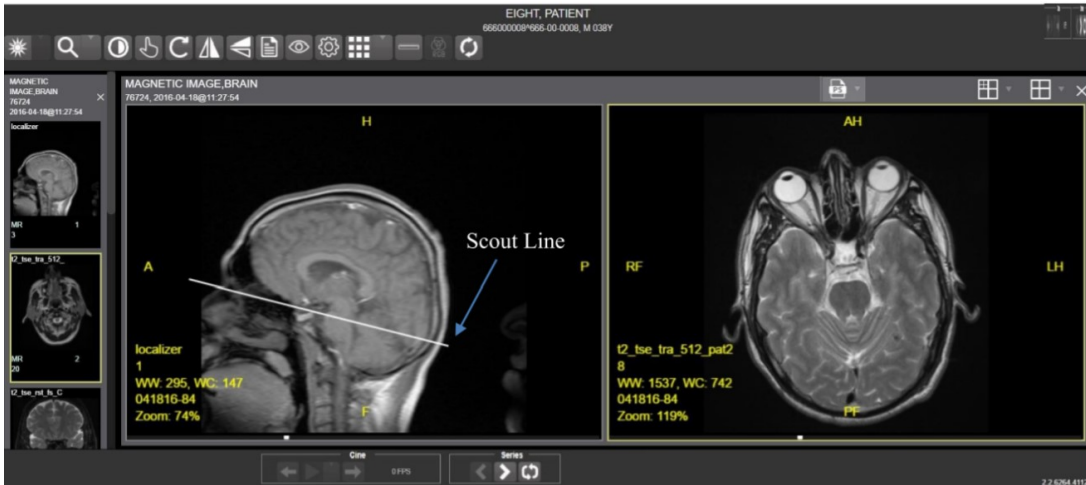 EIGHT, PATIENT
666000008^666-00-0008, M 038Y
MAGNETIC
IMAGE,BRAIN
76724
2016-04-18@11:27:54
localizer
MR 1
3
t2_tse_tra_512_
MR 2
20
t2_tse_rst_fs_C
MAGNETIC IMAGE,BRAIN
76724, 2016-04-18@11:27:54
PS
H
A
P
F
Scout Line
localizer
1
WW: 295, WC: 147
041816-84
Zoom: 74%
AH
RF
LH
PF
t2_tse_tra_512_pat2
8
WW: 1537, WC: 742
041816-84
Zoom: 119%
Cine
0 FPS
Series